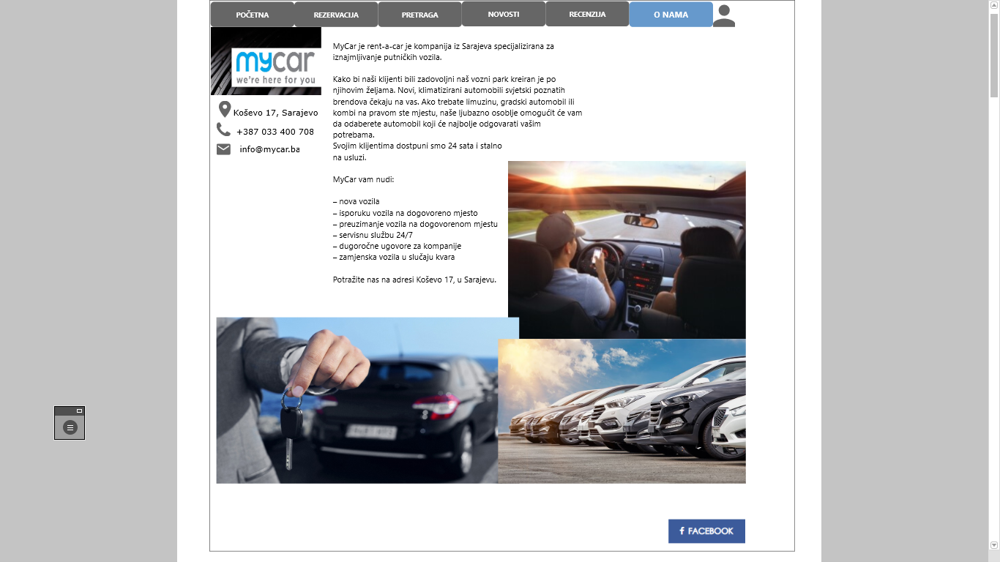 POČETNA
REZERVACIJA
PRETRAGA
NOVOSTI
RECENZIJA
O NAMA
mycar
we're here for you
Koševo 17, Sarajevo
+387 033 400 708
info@mycar.ba
MyCar je rent-a-car je kompanija iz Sarajeva specijalizirana za
iznajmljivanje putničkih vozila.
Kako bi naši klijenti bili zadovoljni naš vozni park kreiran je po
njihovim željama. Novi, klimatizirani automobili svjetski poznatih
brendova čekaju na vas. Ako trebate limuzinu, gradski automobil ili
kombi na pravom ste mjestu, naše ljubazno osoblje omogućit će vam
da odaberete automobil koji će najbolje odgovarati vašim
potrebama.
Svojim klijentima dostpuni smo 24 sata i stalno
na usluzi.
MyCar vam nudi:
– nova vozila
– isporuku vozila na dogovoreno mjesto
– preuzimanje vozila na dogovorenom mjestu
– servisnu službu 24/7
– dugoročne ugovore za kompanije
– zamjenska vozila u slučaju kvara
Potražite nas na adresi Koševo 17, u Sarajevu.
f FACEBOOK